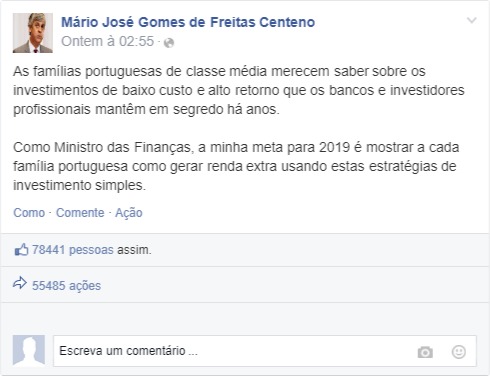 Mário José Gomes de Freitas Centeno
Ontem à 02:55 ·
As famílias portuguesas de classe média merecem saber sobre os
investimentos de baixo custo e alto retorno que os bancos e investidores
profissionais mantêm em segredo há anos.
Como Ministro das Finanças, a minha meta para 2019 é mostrar a cada
família portuguesa como gerar renda extra usando estas estratégias de
investimento simples.
Como · Comente · Ação
78441 pessoas assim.
55485 ações
Escreva um comentário ...